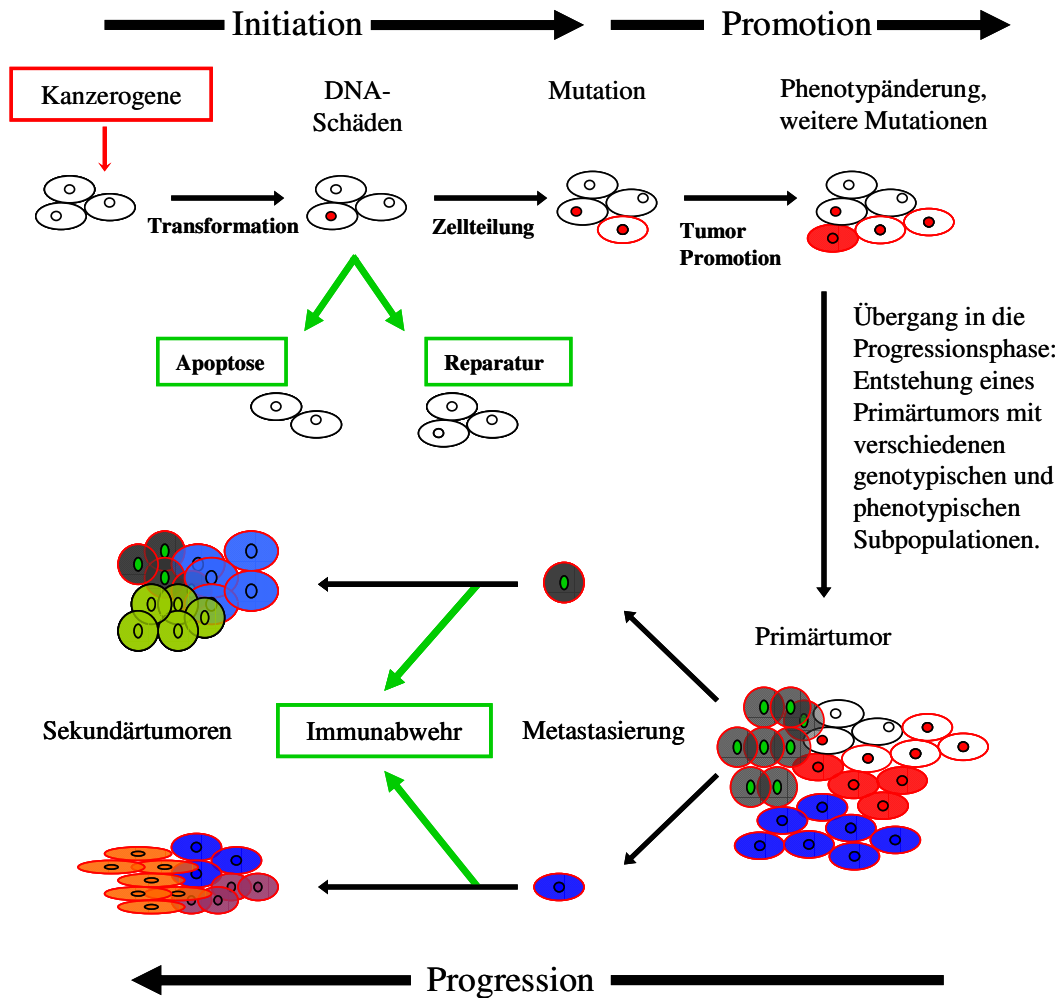 Initiation
Promotion
Kanzerogene
DNA-
Schäden
Mutation
Phenotypänderung,
weitere Mutationen
Transformation
Zellteilung
Tumor
Promotion
Apoptose
Reparatur
Übergang in die
Progressionsphase:
Entstehung eines
Primärtumors mit
verschiedenen
genotypischen und
phenotypischen
Subpopulationen.
Primärtumor
Sekundärtumoren
Immunabwehr
Metastasierung
Progression